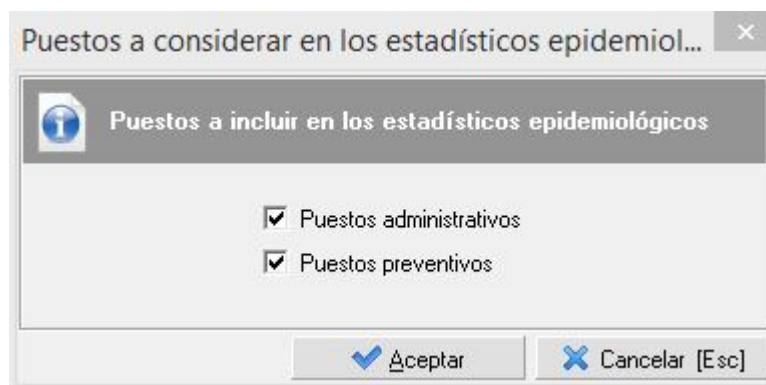 Puestos a considerar en los estadísticos epidemiol...
Puestos a incluir en los estadísticos epidemiológicos
Puestos administrativos
Puestos preventivos
Aceptar
Cancelar [Esc]